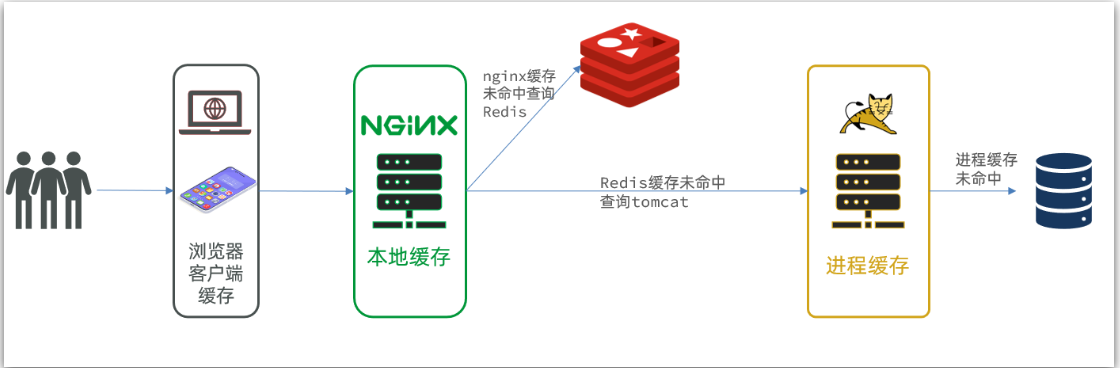 浏览器
客户端
缓存
NGINX
本地缓存
nginx缓存
未命中查询
Redis
Redis缓存未命中
查询tomcat
进程缓存
进程缓存
未命中